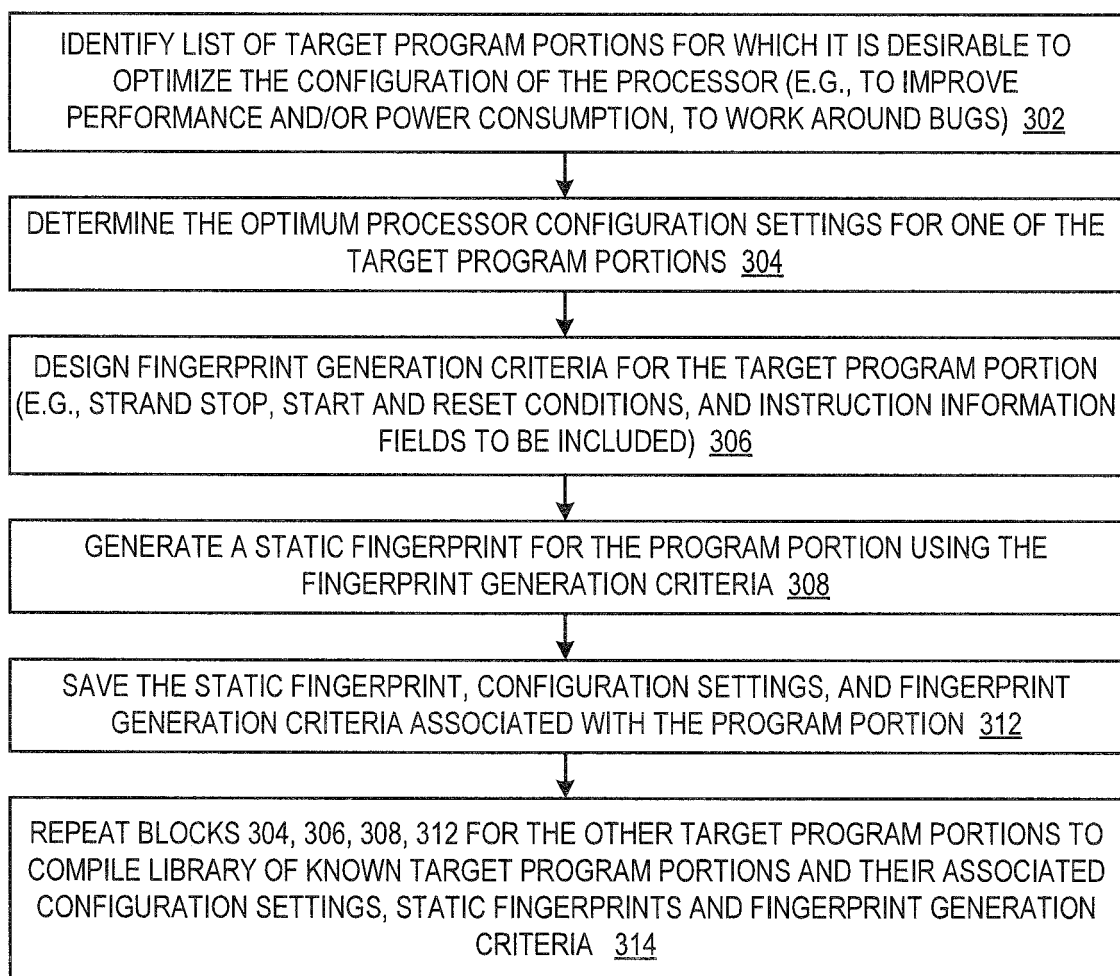 IDENTIFY LIST OF TARGET PROGRAM PORTIONS FOR WHICH IT IS DESIRABLE TO
OPTIMIZE THE CONFIGURATION OF THE PROCESSOR (E.G., TO IMPROVE
PERFORMANCE AND/OR POWER CONSUMPTION, TO WORK AROUND BUGS) 302
DETERMINE THE OPTIMUM PROCESSOR CONFIGURATION SETTINGS FOR ONE OF THE
TARGET PROGRAM PORTIONS 304
DESIGN FINGERPRINT GENERATION CRITERIA FOR THE TARGET PROGRAM PORTION
(E.G., STRAND STOP, START AND RESET CONDITIONS, AND INSTRUCTION INFORMATION
FIELDS TO BE INCLUDED) 306
GENERATE A STATIC FINGERPRINT FOR THE PROGRAM PORTION USING THE
FINGERPRINT GENERATION CRITERIA 308
SAVE THE STATIC FINGERPRINT, CONFIGURATION SETTINGS, AND FINGERPRINT
GENERATION CRITERIA ASSOCIATED WITH THE PROGRAM PORTION 312
REPEAT BLOCKS 304, 306, 308, 312 FOR THE OTHER TARGET PROGRAM PORTIONS TO
COMPILE LIBRARY OF KNOWN TARGET PROGRAM PORTIONS AND THEIR ASSOCIATED
CONFIGURATION SETTINGS, STATIC FINGERPRINTS AND FINGERPRINT GENERATION
CRITERIA 314